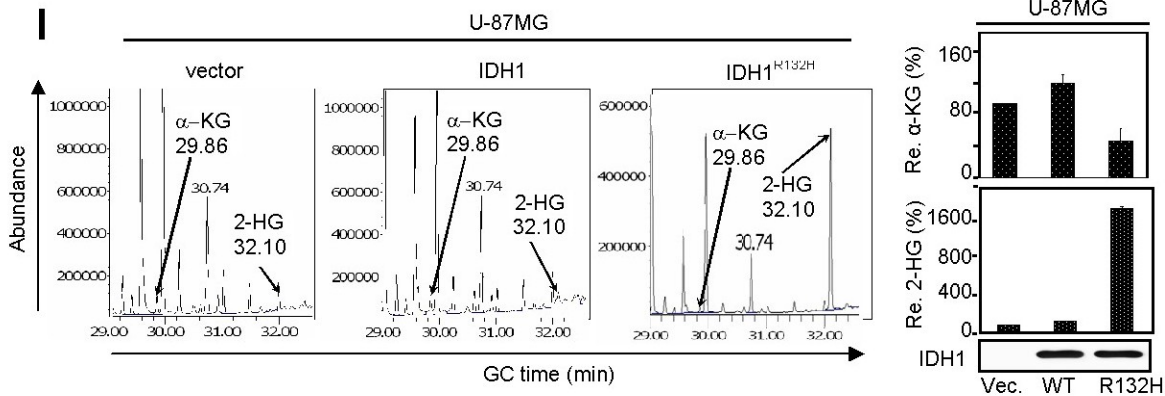 I
U-87MG
vector
IDH1
IDH1R132H
Abundance
1000000
800000
600000
400000
200000
α–KG
29.86
30.74
2-HG
32.10
29.00 30.00 31.00 32.00
1000000
800000
600000
400000
200000
α–KG
29.86
30.74
2-HG
32.10
29.00 30.00 31.00 32.00
600000
400000
200000
α–KG
29.86
30.74
2-HG
32.10
29.00 30.00 31.00 32.00
GC time (min)
U-87MG
Re. α-KG (%)
160
80
0
Re. 2-HG (%)
1600
800
400
0
IDH1
Vec. WT R132H